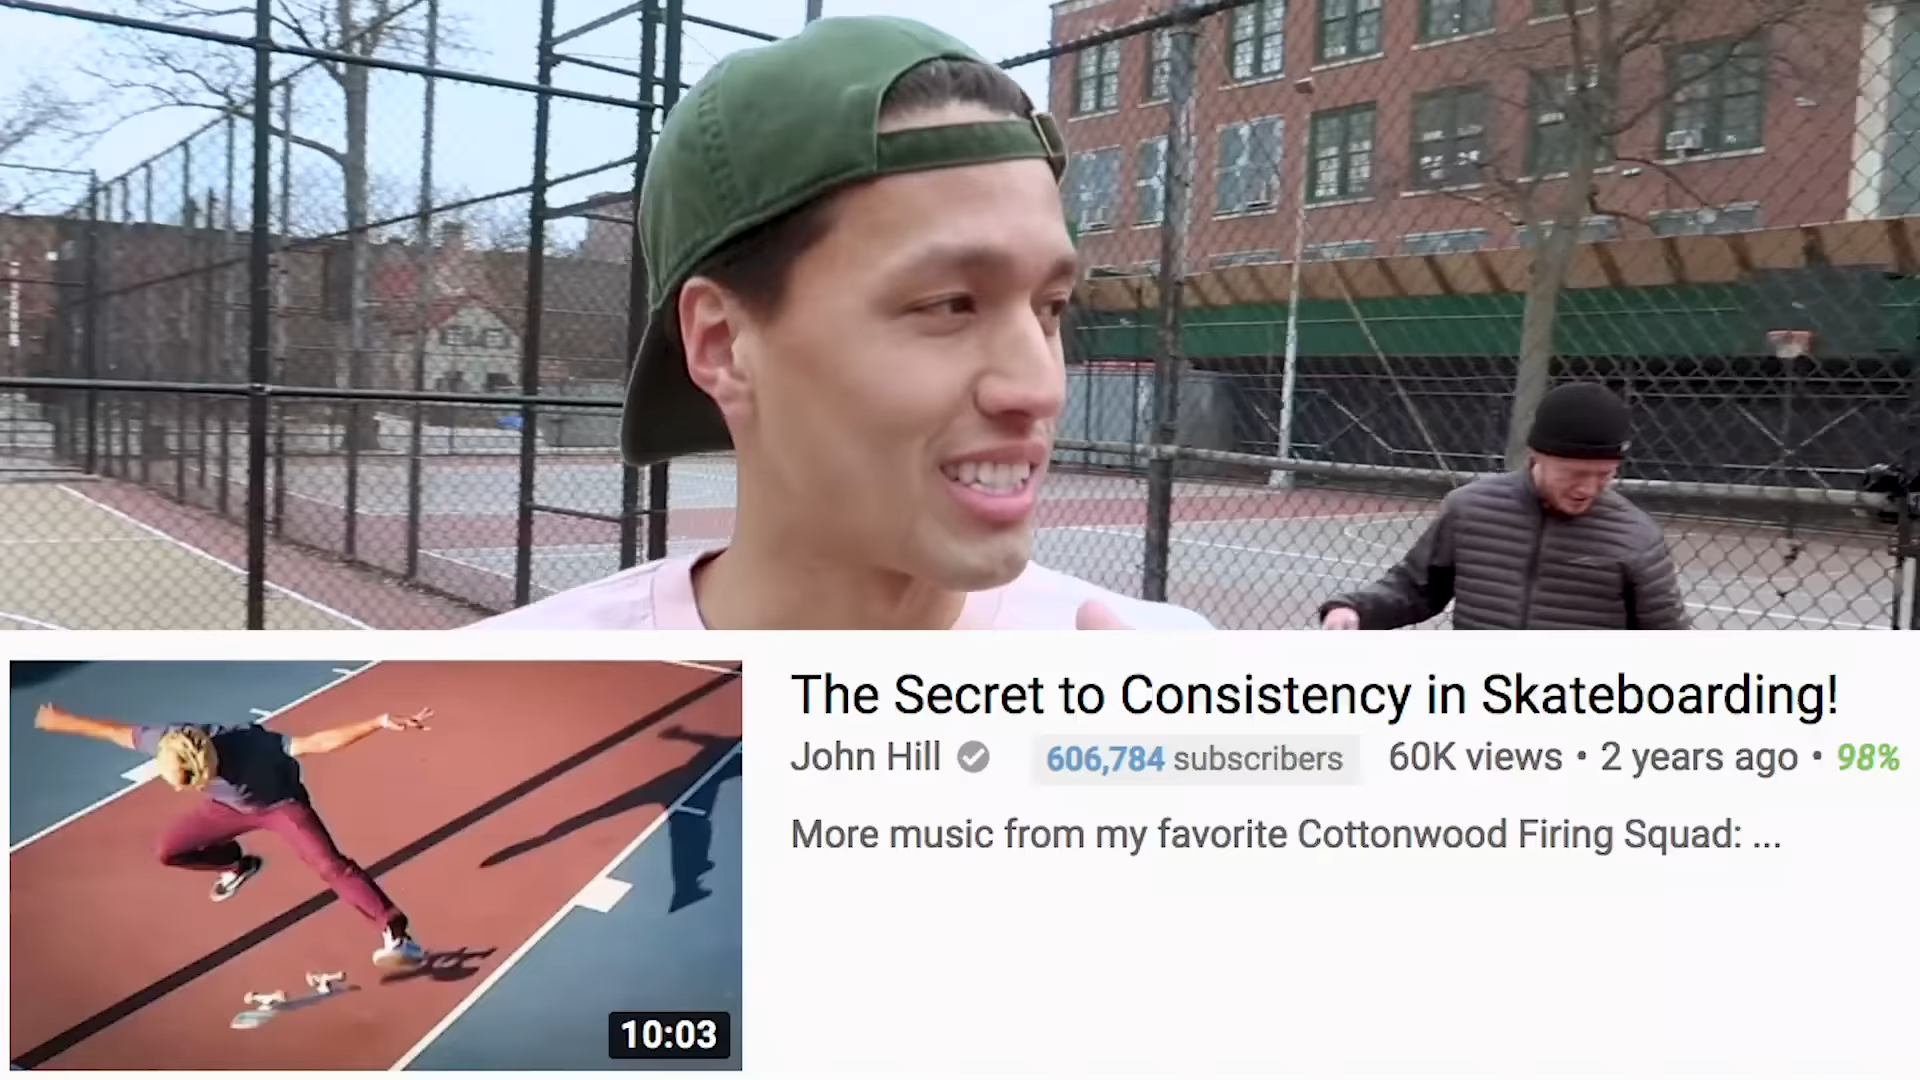 The Secret to Consistency in Skateboarding!
John Hill 606,784 subscribers 60K views • 2 years ago • 98%
More music from my favorite Cottonwood Firing Squad: ...
10:03